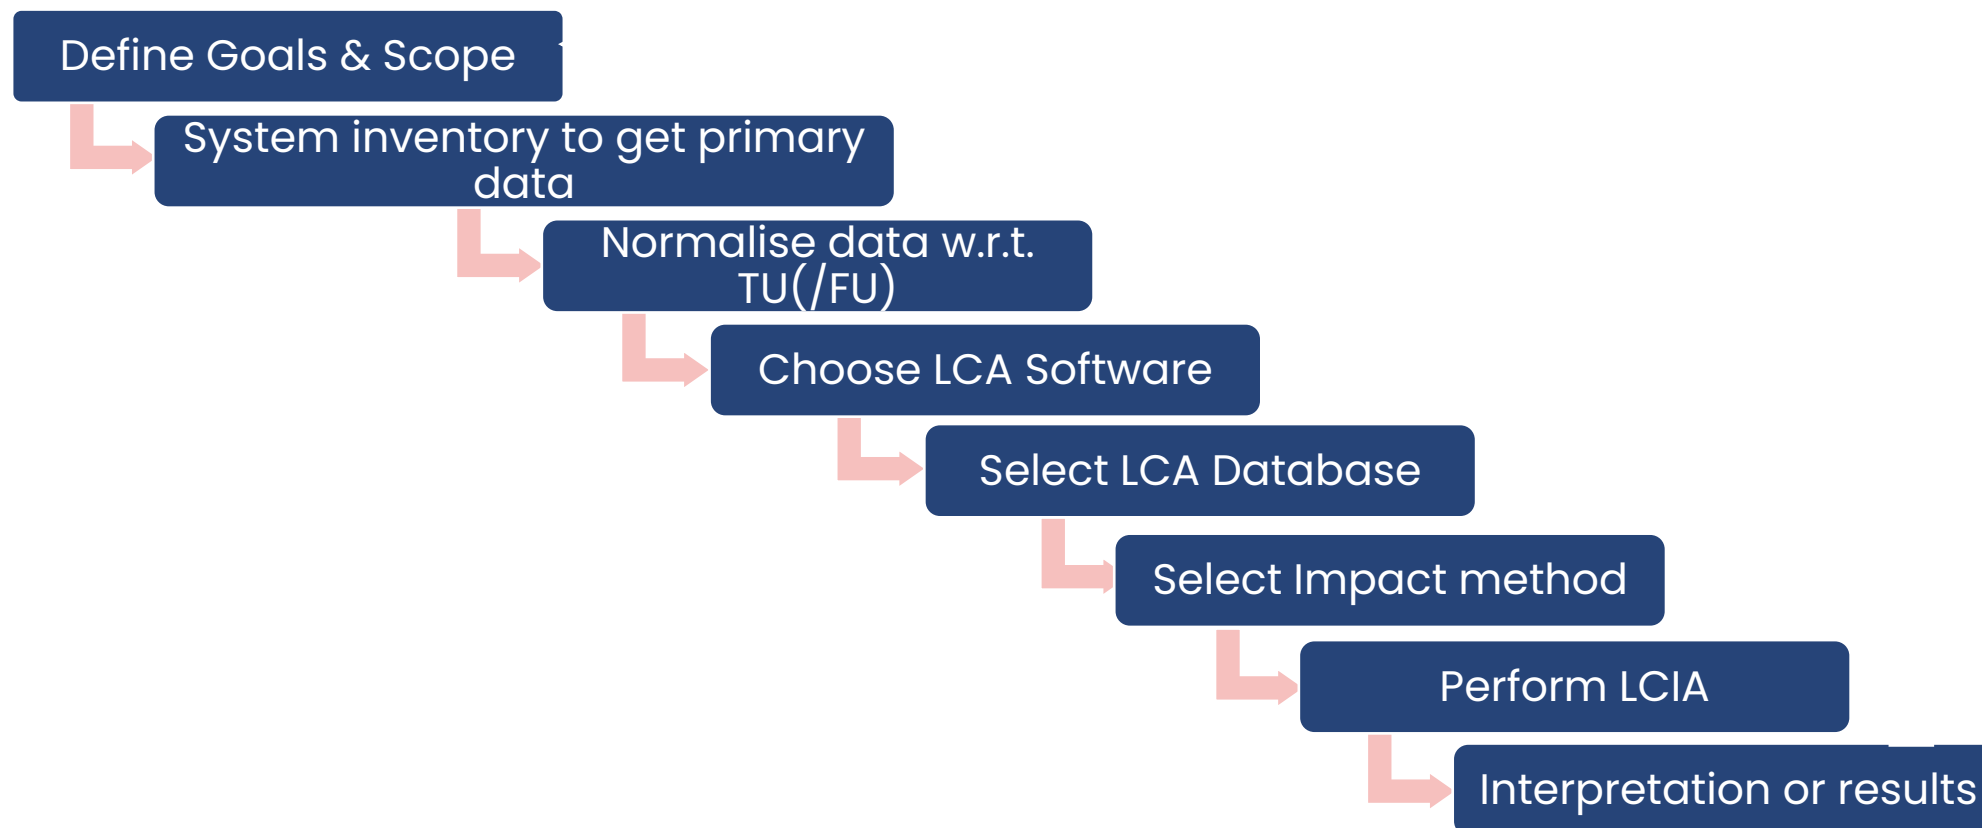 Define Goals & Scope
System inventory to get primary
data
Normalise data w.r.t.
TU(/FU)
Choose LCA Software
Select LCA Database
Select Impact method
Perform LCIA
Interpretation or results